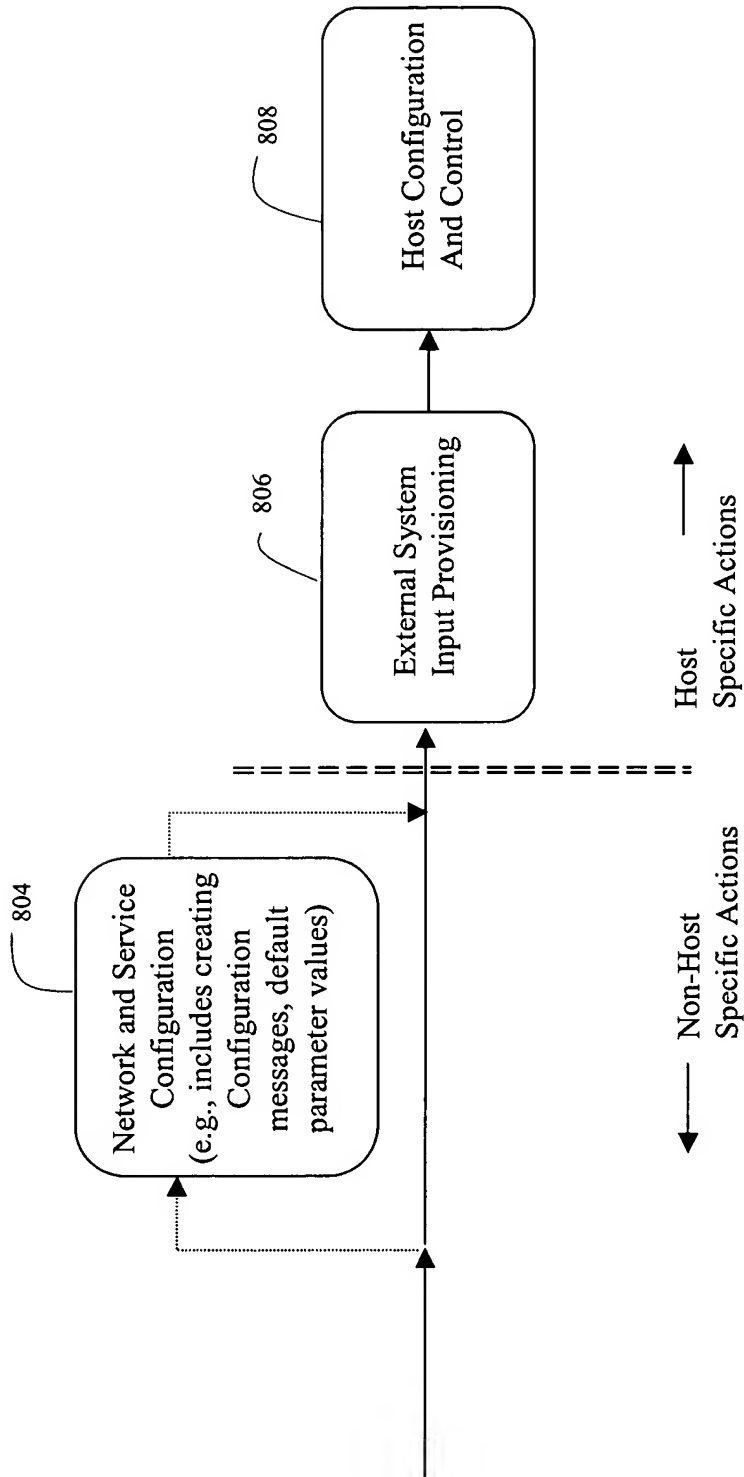 804
Network and Service
Configuration
(e.g., includes creating
Configuration
messages, default
parameter values)
806
External System
Input Provisioning
808
Host Configuration
And Control
Non-Host
Specific Actions
Host
Specific Actions